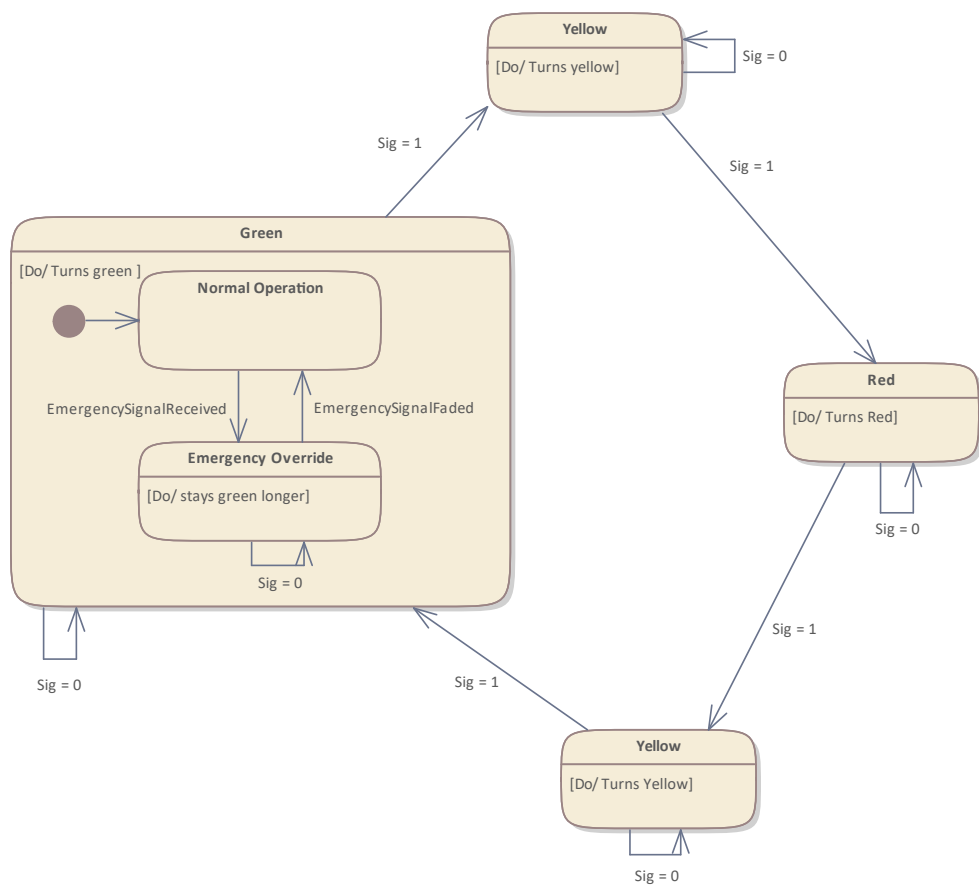 Yellow
[Do/ Turns yellow]
Sig = 0
Sig = 1
Sig = 1
Green
[Do/ Turns green ]
Normal Operation
EmergencySignalReceived
EmergencySignalFaded
Emergency Override
[Do/ stays green longer]
Sig = 0
Sig = 0
Red
[Do/ Turns Red]
Sig = 0
Sig = 1
Sig = 1
Yellow
[Do/ Turns Yellow]
Sig = 0